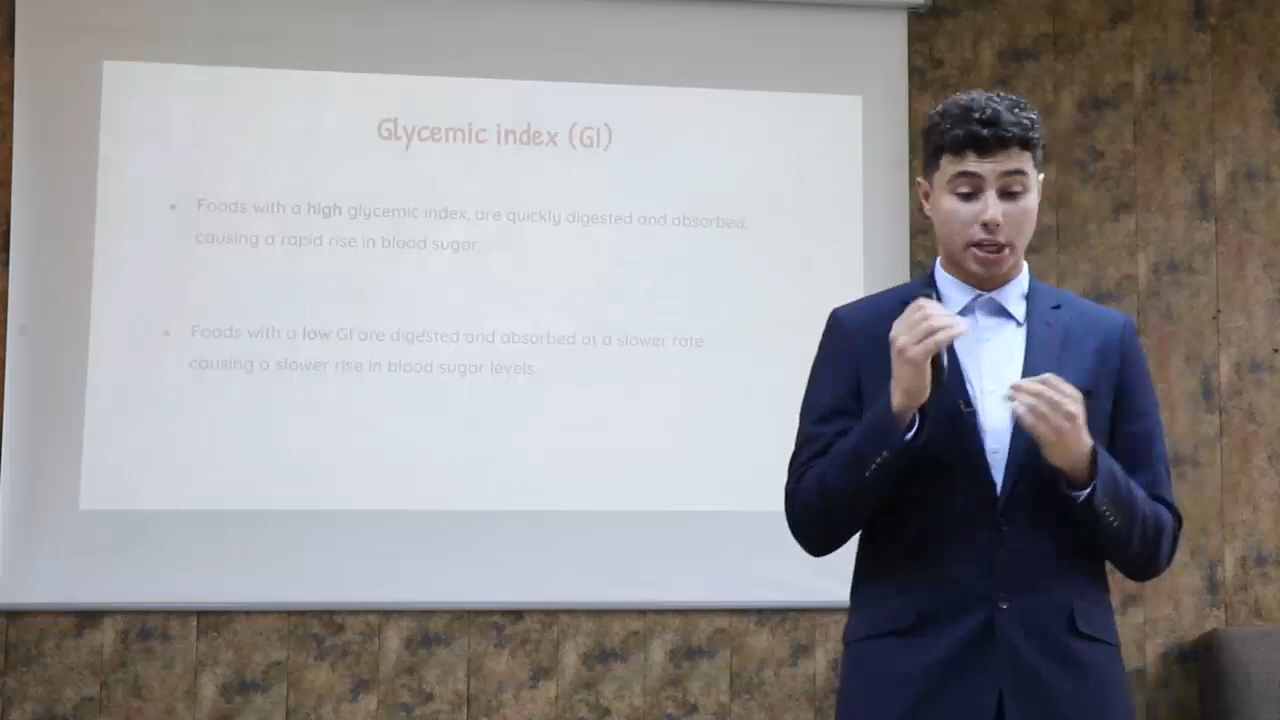 Glycemic index (GI)
Foods with a high glycemic index, are quickly digested and absorbed,
causing a rapid rise in blood sugar.
Foods with a low GI are digested and absorbed at a slower rate
causing a slower rise in blood sugar levels